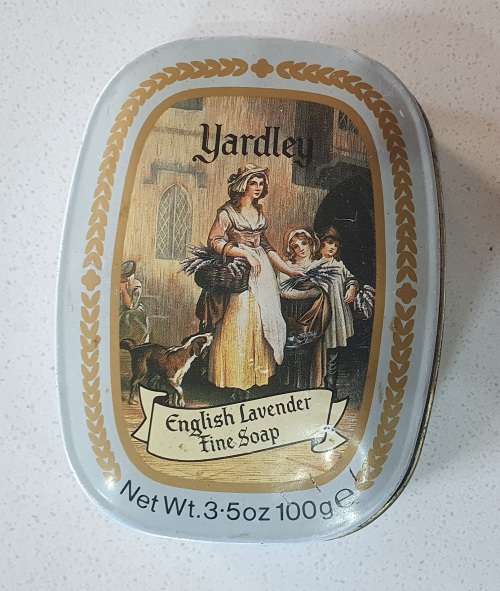 Yardley
English Lavender
Fine Soap
Net Wt.3·5oz 100g℮